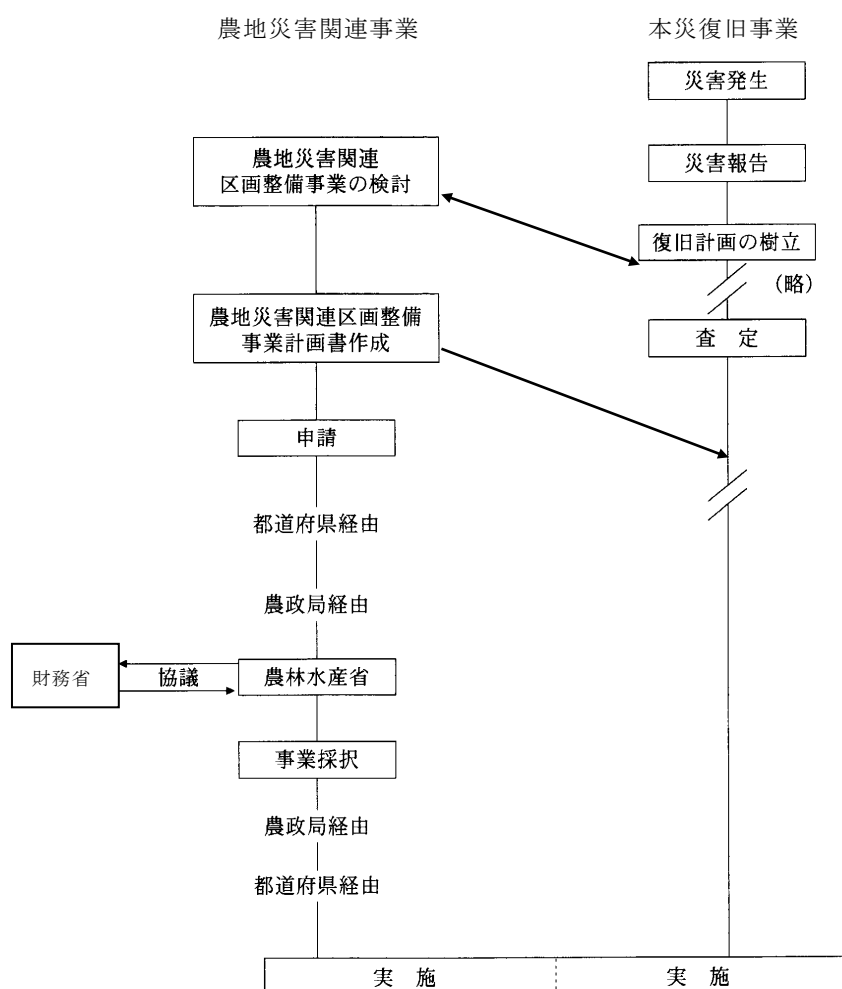 農地災害関連事業
本災復旧事業
災害発生
災害報告
農地災害関連
区画整備事業の検討
復旧計画の樹立
(略)
農地災害関連区画整備
事業計画書作成
査 定
申請
都道府県経由
農政局経由
財務省
協議
農林水産省
事業採択
農政局経由
都道府県経由
実 施
実 施